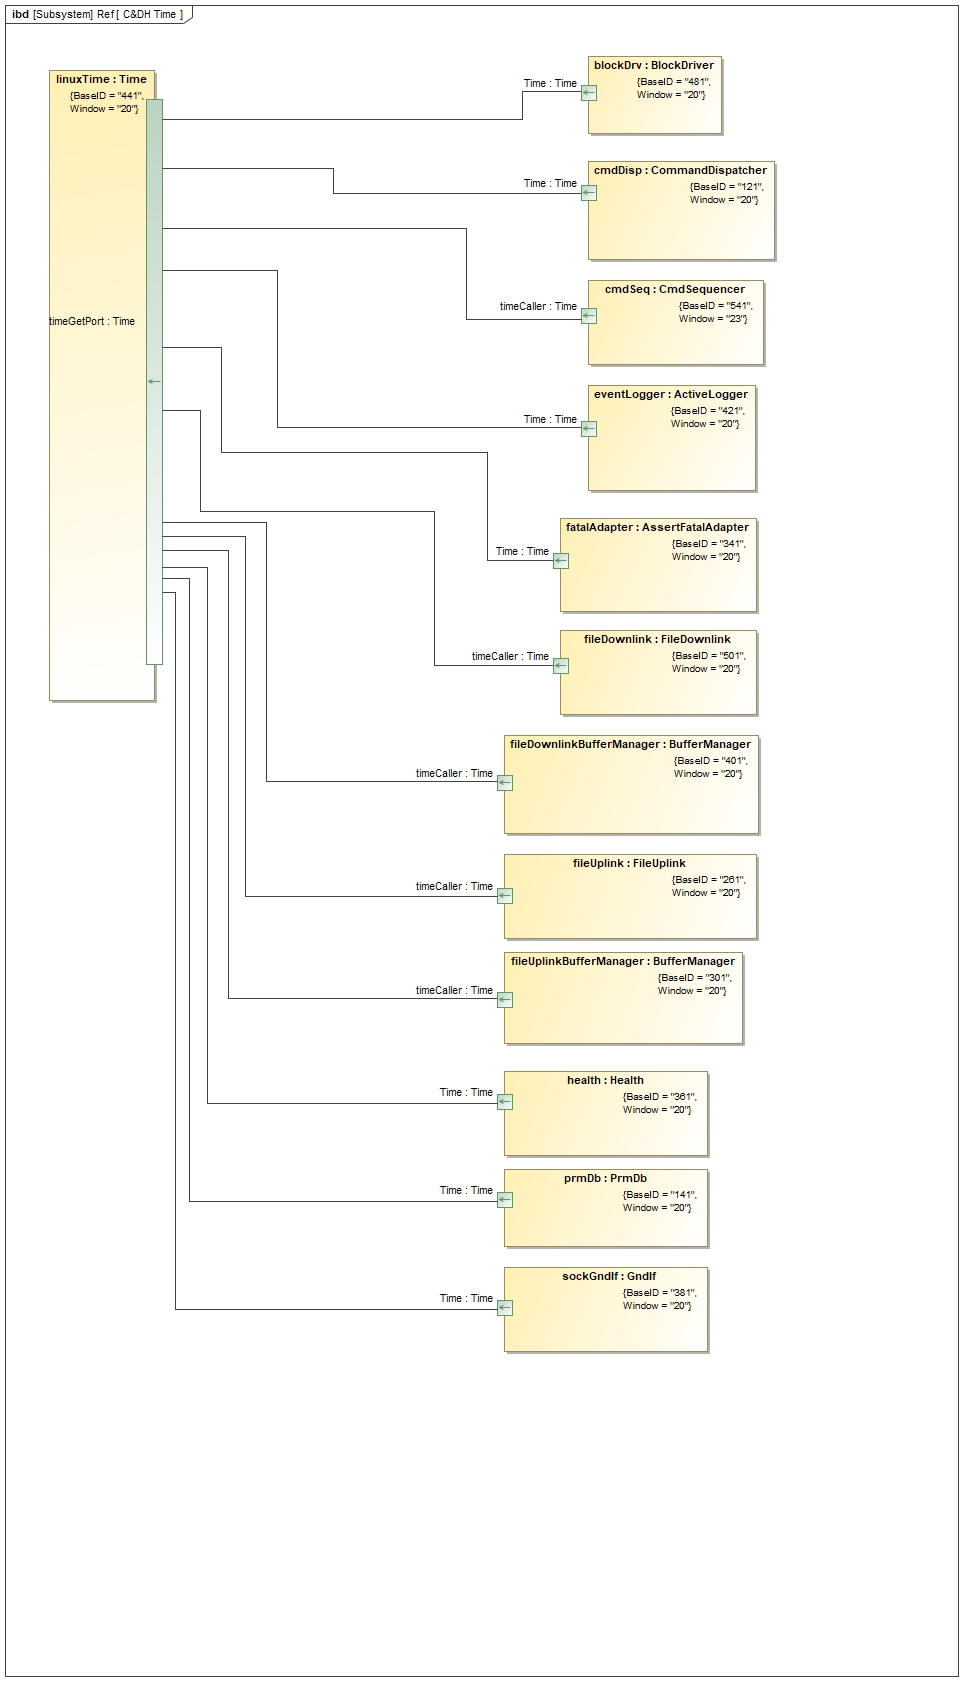 ibd [Subsystem] Ref [ C&DH Time ]
linuxTime : Time
{BaseID = "441",
Window = "20"}
timeGetPort : Time
Time : Time
blockDrv : BlockDriver
{BaseID = "481",
Window = "20"}
Time : Time
cmdDisp : CommandDispatcher
{BaseID = "121",
Window = "20"}
timeCaller : Time
cmdSeq : CmdSequencer
{BaseID = "541",
Window = "23"}
Time : Time
eventLogger : ActiveLogger
{BaseID = "421",
Window = "20"}
Time : Time
fatalAdapter : AssertFatalAdapter
{BaseID = "341",
Window = "20"}
timeCaller : Time
fileDownlink : FileDownlink
{BaseID = "501",
Window = "20"}
timeCaller : Time
fileDownlinkBufferManager : BufferManager
{BaseID = "401",
Window = "20"}
timeCaller : Time
fileUplink : FileUplink
{BaseID = "261",
Window = "20"}
timeCaller : Time
fileUplinkBufferManager : BufferManager
{BaseID = "301",
Window = "20"}
Time : Time
health : Health
{BaseID = "361",
Window = "20"}
Time : Time
prmDb : PrmDb
{BaseID = "141",
Window = "20"}
Time : Time
sockGndIf : GndIf
{BaseID = "381",
Window = "20"}